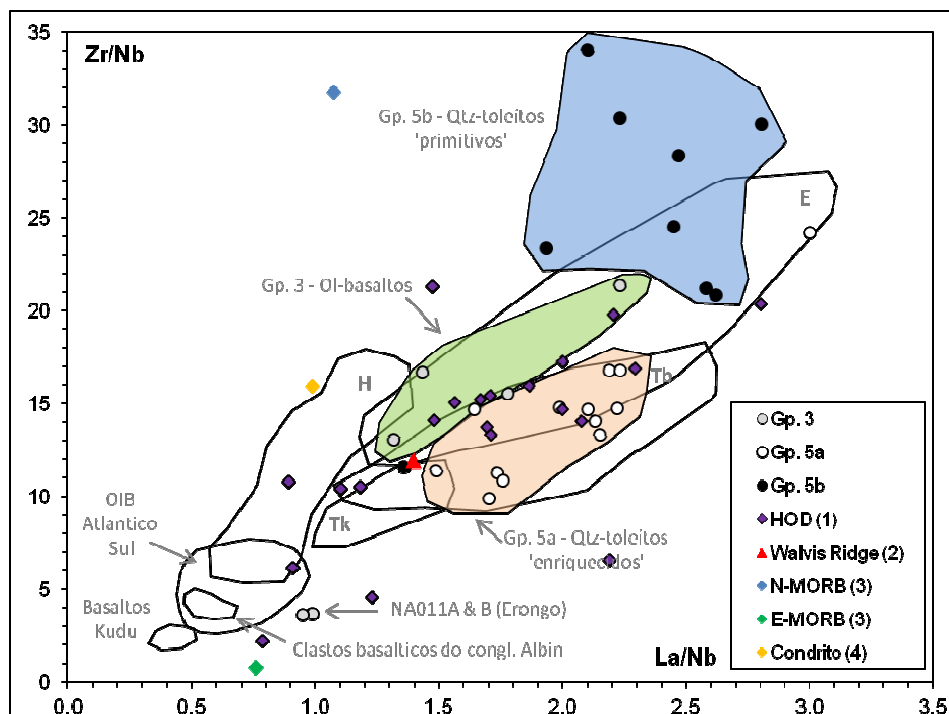 35
30
25
20
15
10
5
0
Zr/Nb
Gp. 5b - Qtz-toleítos
'primitivos'
E
Gp. 3 - Ol-basaltos
H
Tb
Tk
OIB
Atlantico
Sul
Gp. 5a - Qtz-toleítos
'enriquecidos'
Basaltos
Kudu
NA011A & B (Erongo)
Clastos basalticos do congl. Albin
La/Nb
Gp. 3
Gp. 5a
Gp. 5b
HOD (1)
Walvis Ridge (2)
N-MORB (3)
E-MORB (3)
Condrito (4)
0.0 0.5 1.0 1.5 2.0 2.5 3.0 3.5